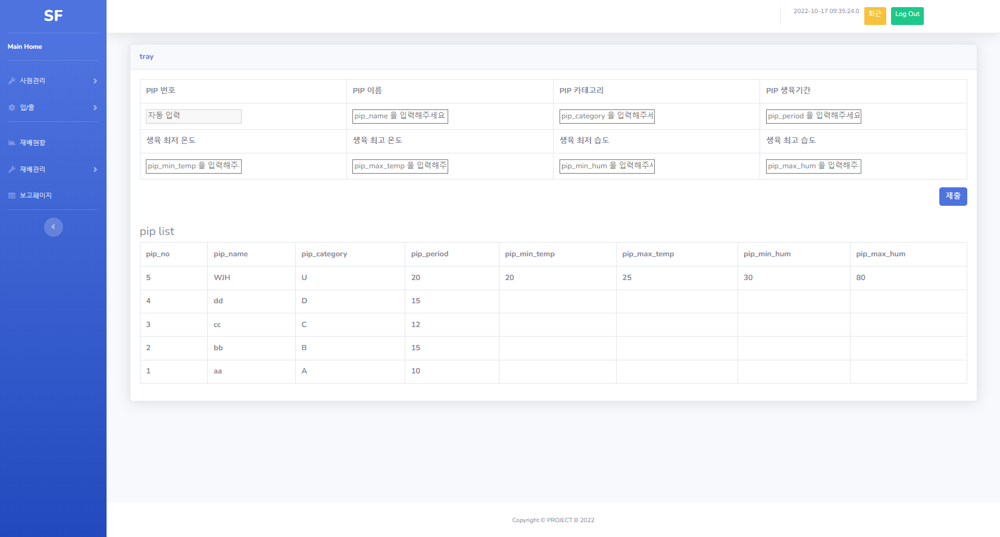 SF
2022-10-17 09:35:24.0 퇴근 Log Out
Main Home
사원관리
입/출
재배현황
재배관리
보고페이지
tray
PIP 번호 PIP 이름 PIP 카테고리 PIP 생육기간
자동 입력 pip_name 을 입력해주세요 pip_category 을 입력해주 pip_period 을 입력해주세요
생육 최저 온도 생육 최고 온도 생육 최저 습도 생육 최고 습도
pip_min_temp 을 입력해주 pip_max_temp 을 입력해주 pip_min_hum 을 입력해주 pip_max_hum 을 입력해주
제출
pip list
pip_no pip_name pip_category pip_period pip_min_temp pip_max_temp pip_min_hum pip_max_hum
5 WJH U 20 20 25 30 80
4 dd D 15
3 cc C 12
2 bb B 15
1 aa A 10
Copyright © PROJECT B 2022